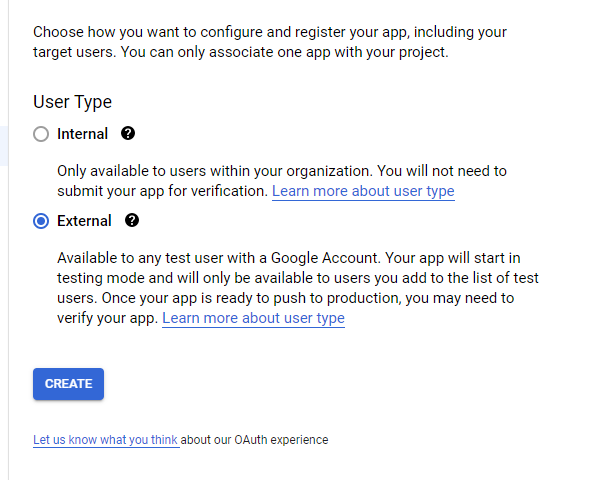 Choose how you want to configure and register your app, including your
target users. You can only associate one app with your project.
User Type
Internal
Only available to users within your organization. You will not need to
submit your app for verification. Learn more about user type
External
Available to any test user with a Google Account. Your app will start in
testing mode and will only be available to users you add to the list of test
users. Once your app is ready to push to production, you may need to
verify your app. Learn more about user type
CREATE
Let us know what you think about our OAuth experience